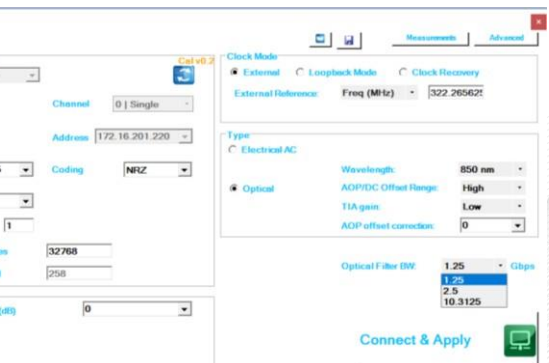 Measurements
Advanced
Cal v0.2
Channel
0 | Single
Address
172.16.201.220
Coding
NRZ
1
32768
258
(dB)
0
Clock Mode
External
Loopback Mode
Clock Recovery
External Reference:
Freq (MHz)
322.265625
Type
Electrical AC
Optical
Wavelength:
850 nm
AOP/DC Offset Range:
High
TIA gain:
Low
AOP offset correction:
0
Optical Filter BW:
1.25
Gbps
1.25
2.5
10.3125
Connect & Apply